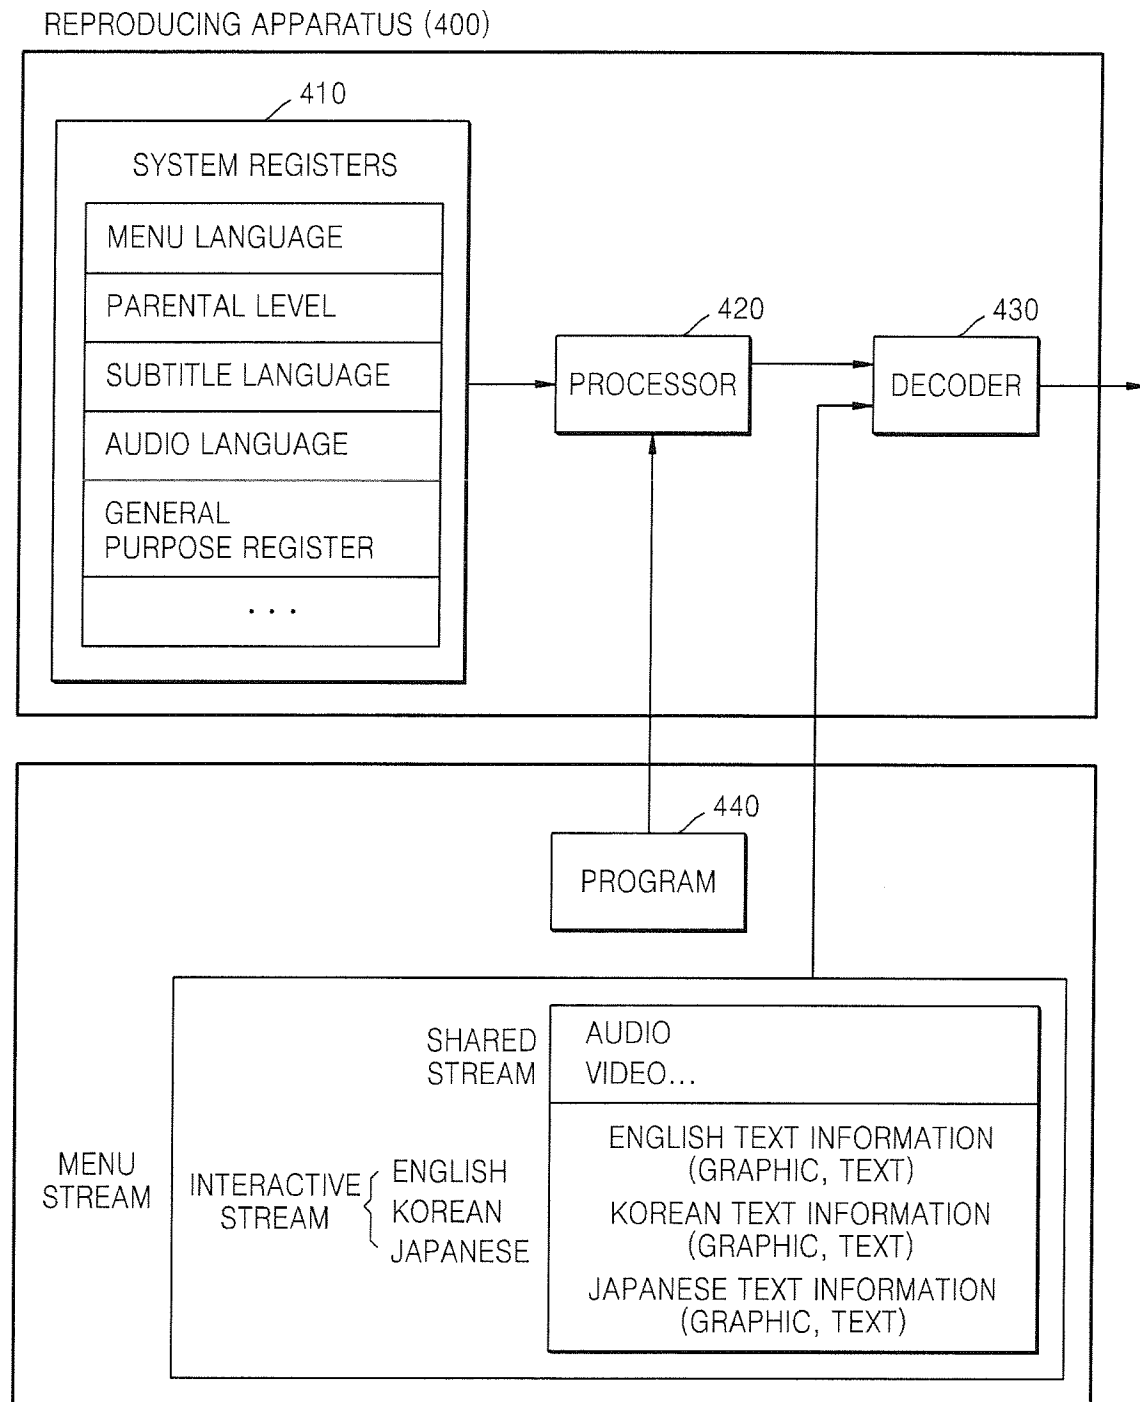 REPRODUCING APPARATUS (400)
410
SYSTEM REGISTERS
MENU LANGUAGE
PARENTAL LEVEL
SUBTITLE LANGUAGE
AUDIO LANGUAGE
GENERAL
PURPOSE REGISTER
...
420
PROCESSOR
430
DECODER
440
PROGRAM
MENU
STREAM
SHARED
STREAM
AUDIO
VIDEO...
INTERACTIVE
STREAM
ENGLISH
KOREAN
JAPANESE
ENGLISH TEXT INFORMATION
(GRAPHIC, TEXT)
KOREAN TEXT INFORMATION
(GRAPHIC, TEXT)
JAPANESE TEXT INFORMATION
(GRAPHIC, TEXT)